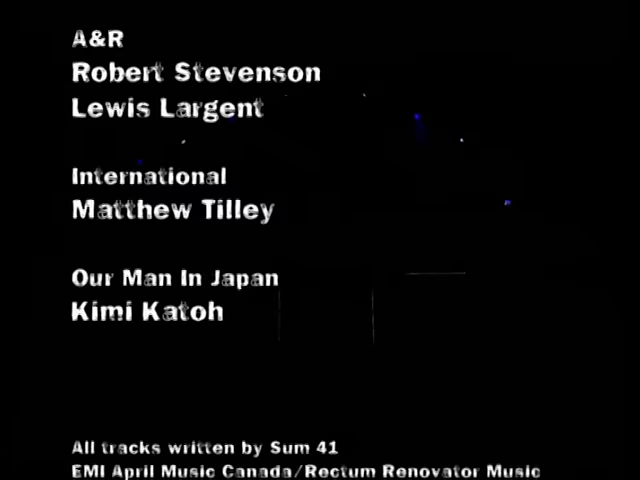 A&R
Robert Stevenson
Lewis Largent
International
Matthew Tilley
Our Man In Japan
Kimi Katoh
All tracks written by Sum 41
EMI April Music Canada/Rectum Renovator Music